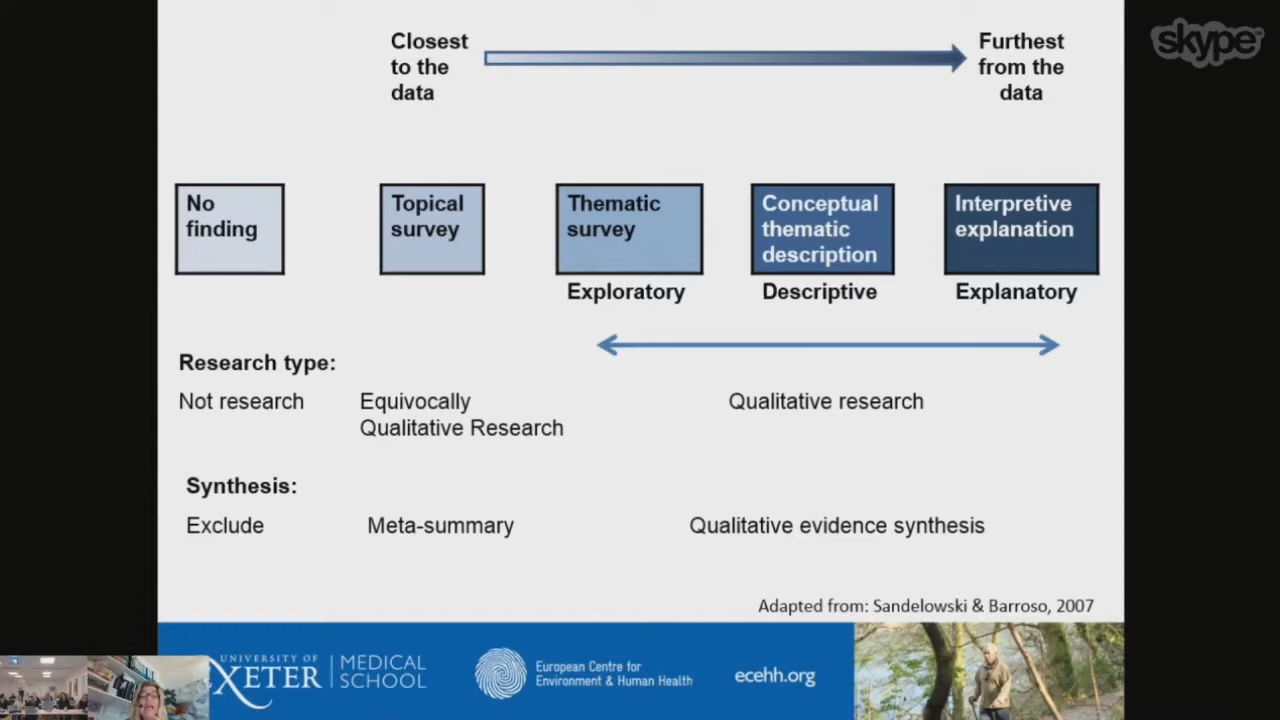 skype™
Closest
to the
data
Furthest
from the
data
No
finding
Topical
survey
Thematic
survey
Conceptual
thematic
description
Interpretive
explanation
Exploratory
Descriptive
Explanatory
Research type:
Not research
Equivocally
Qualitative Research
Qualitative research
Synthesis:
Exclude
Meta-summary
Qualitative evidence synthesis
Adapted from: Sandelowski & Barroso, 2007
UNIVERSITY OF
EXETER
MEDICAL
SCHOOL
European Centre for
Environment & Human Health
ecehh.org